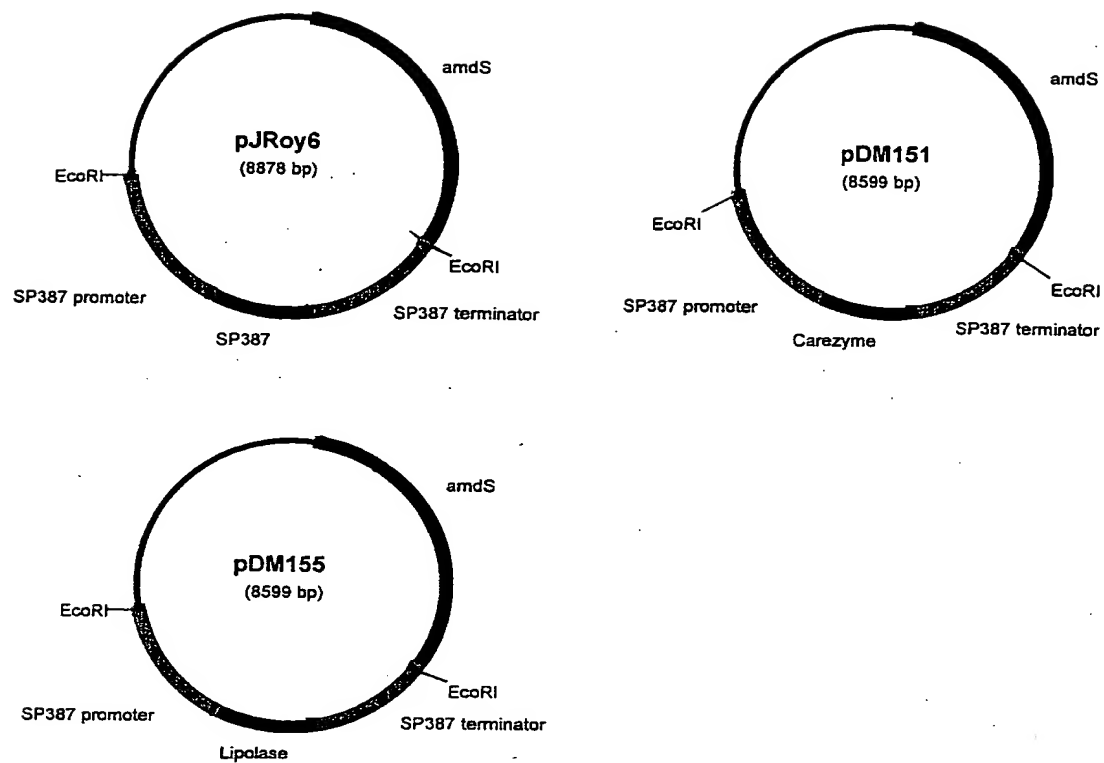 amdS
pJRoy6
(8878 bp)
EcoRI
EcoRI
SP387 promoter
SP387 terminator
SP387
amdS
pDM151
(8599 bp)
EcoRI
EcoRI
SP387 promoter
SP387 terminator
Carezyme
amdS
pDM155
(8599 bp)
EcoRI
EcoRI
SP387 promoter
SP387 terminator
Lipolase